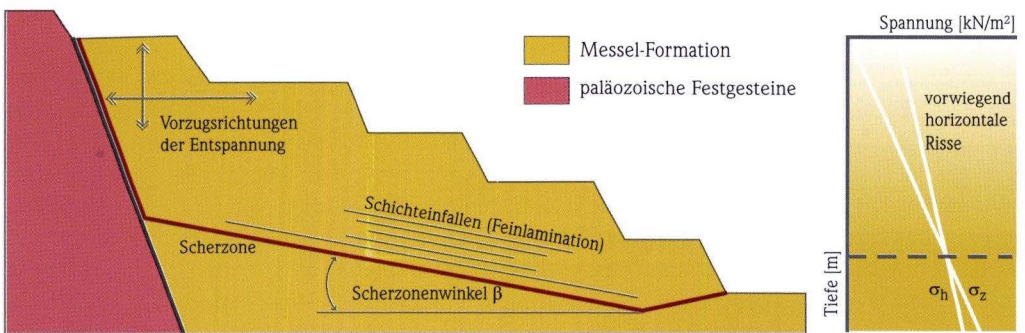 Messel-Formation
paläozoische Festgesteine
Vorzugsrichtungen
der Entspannung
Schichteinfallen (Feinlamination)
Scherzone
Scherzonenwinkel β
Spannung [kN/m²]
vorwiegend
horizontale
Risse
Tiefe [m]
σh
σz